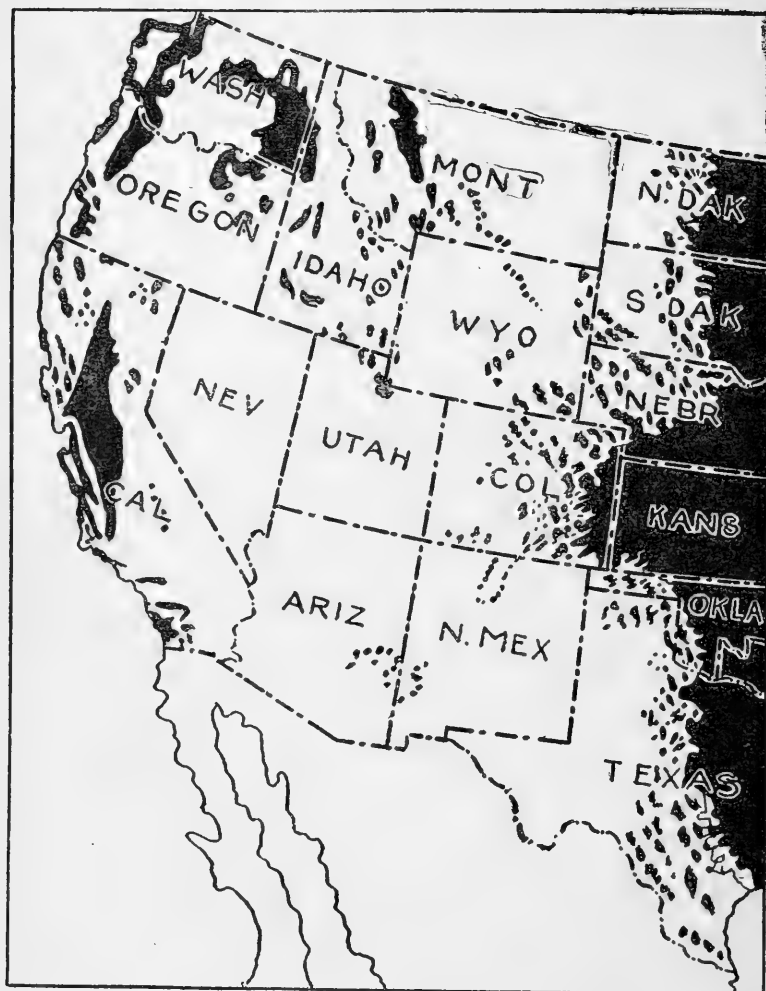 WASH
MONT
N. DAK
OREGON
IDAHO
S DAK
WYO
NEBR
NEV
UTAH
COL
CAL
KANS
ARIZ
N. MEX
OKLA
TEXAS